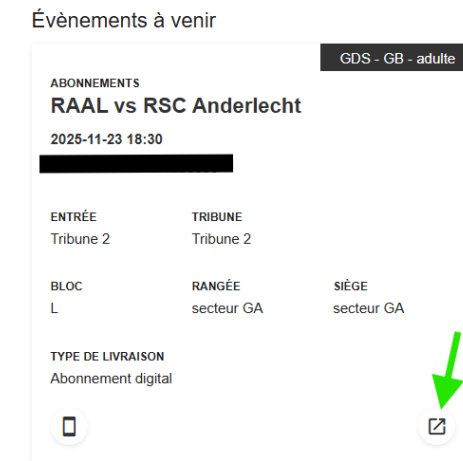 Évènements à venir
GDS - GB - adulte
ABONNEMENTS
RAAL vs RSC Anderlecht
2025-11-23 18:30
ENTRÉE TRIBUNE
Tribune 2 Tribune 2
BLOC RANGÉE SIÈGE
L secteur GA secteur GA
TYPE DE LIVRAISON
Abonnement digital